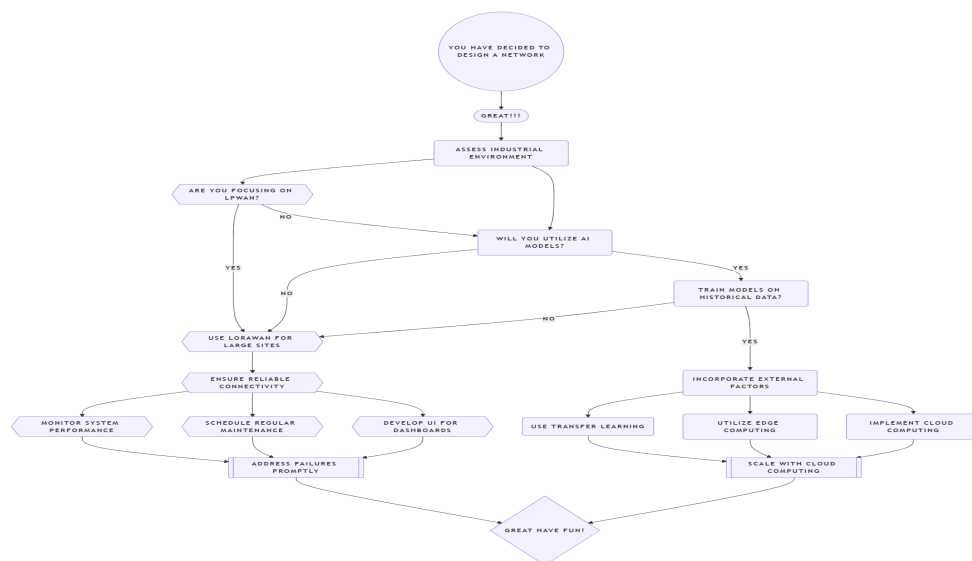 YOU HAVE DECIDED TO
DESIGN A NETWORK
GREAT!!!
ASSESS INDUSTRIAL
ENVIRONMENT
ARE YOU FOCUSING ON
LPWAN?
NO
WILL YOU UTILIZE AI
MODELS?
YES
YES
NO
TRAIN MODELS ON
HISTORICAL DATA?
NO
YES
USE LORAWAN FOR
LARGE SITES
ENSURE RELIABLE
CONNECTIVITY
INCORPORATE EXTERNAL
FACTORS
MONITOR SYSTEM
PERFORMANCE
SCHEDULE REGULAR
MAINTENANCE
DEVELOP UI FOR
DASHBOARDS
USE TRANSFER LEARNING
UTILIZE EDGE
COMPUTING
IMPLEMENT CLOUD
COMPUTING
ADDRESS FAILURES
PROMPTLY
SCALE WITH CLOUD
COMPUTING
GREAT HAVE FUN!